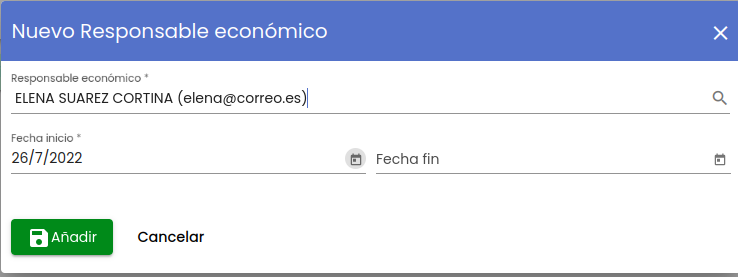 Nuevo Responsable económico
Responsable económico *
ELENA SUAREZ CORTINA (elena@correo.es)
Fecha inicio *
26/7/2022
Fecha fin
Añadir
Cancelar